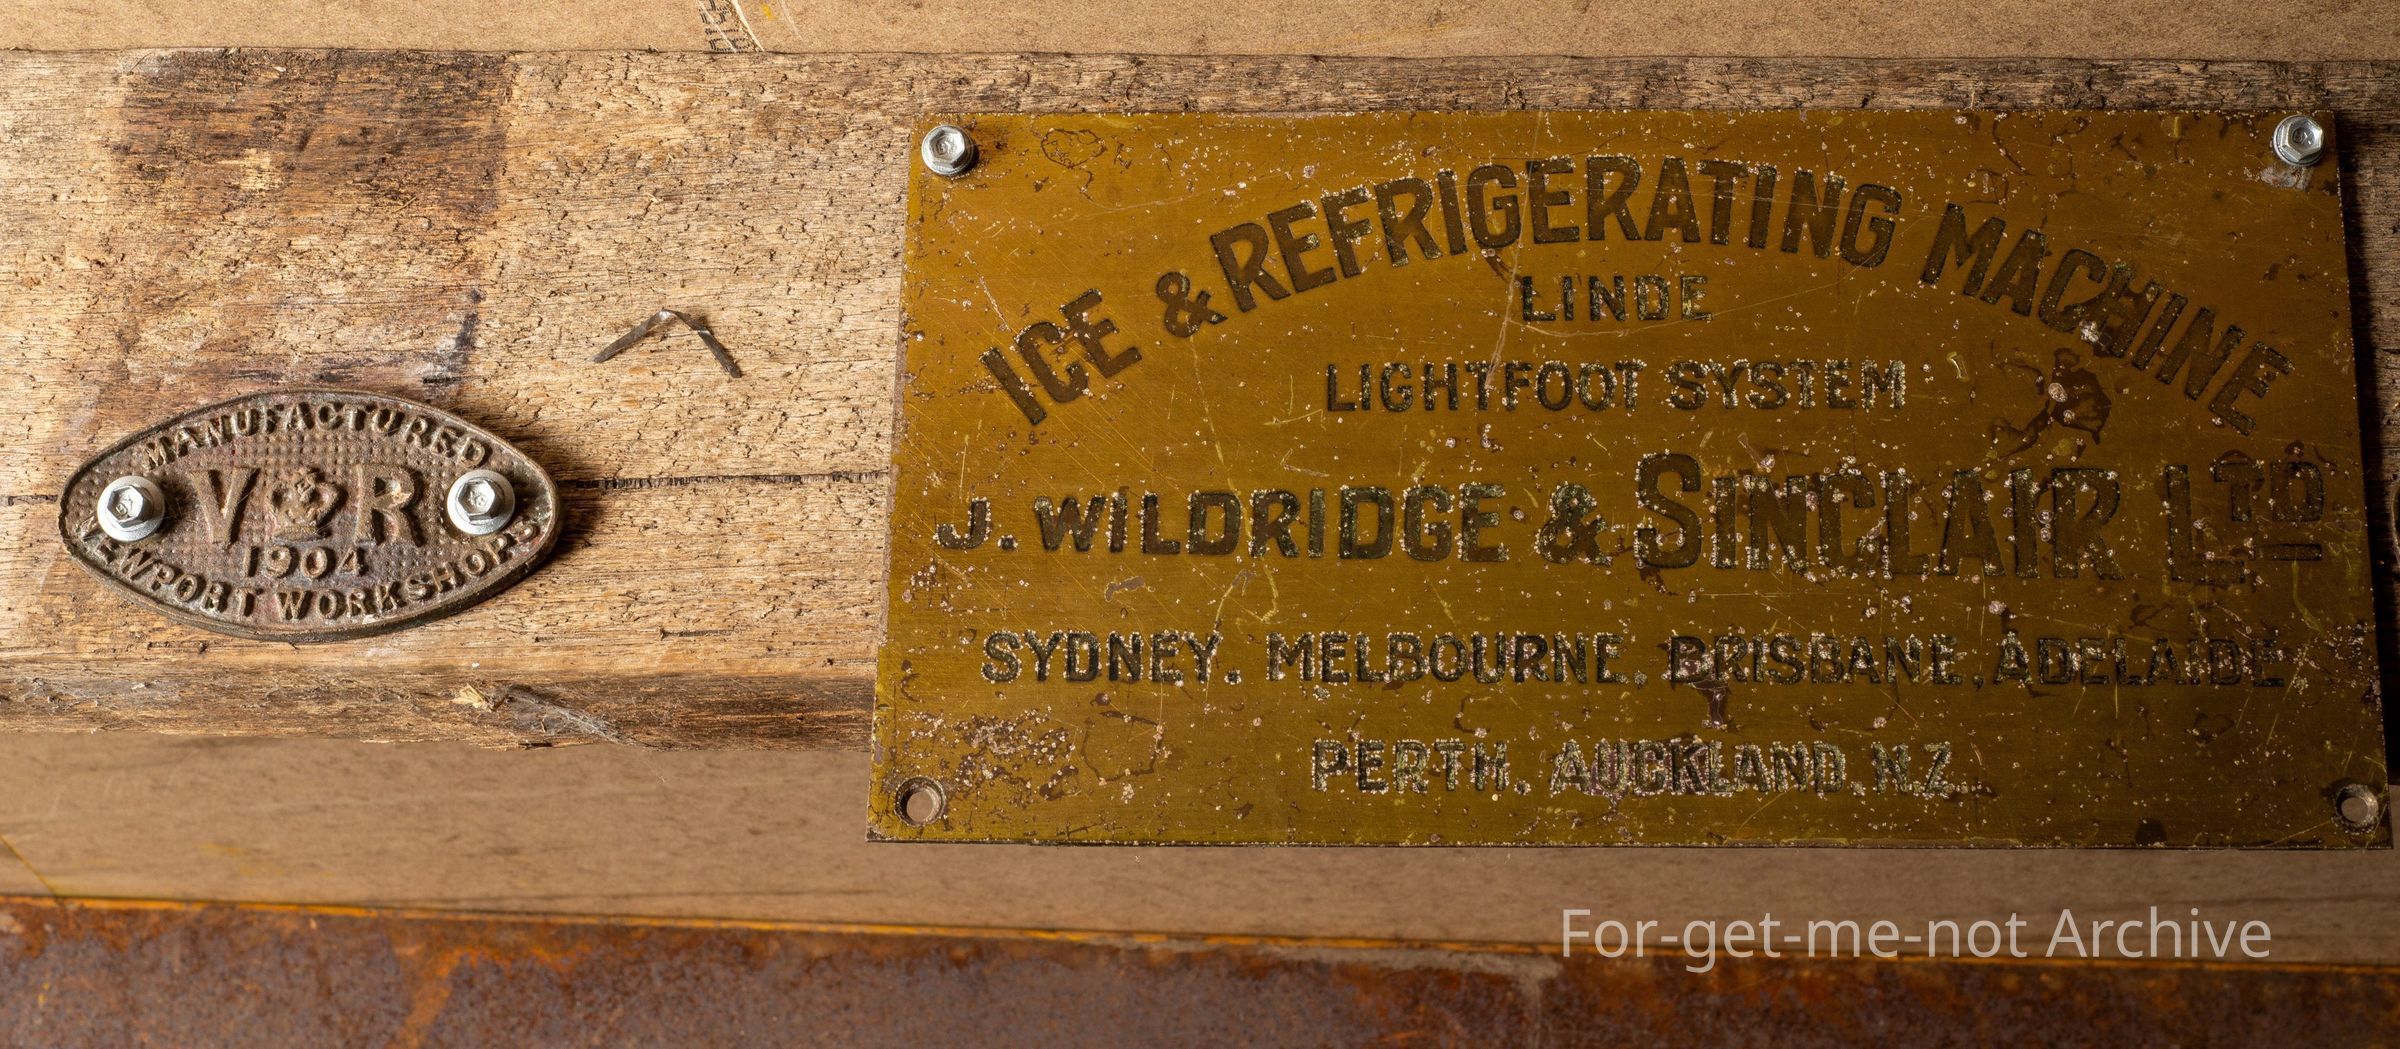 MANUFACTURED
V R
1904
NEWPORT WORKSHOPS
ICE & REFRIGERATING MACHINE
LINDE
LIGHTFOOT SYSTEM
J. WILDRIDGE & SINCLAIR LTD
SYDNEY. MELBOURNE. BRISBANE, ADELAIDE
PERTH. AUCKLAND. N.Z.
For-get-me-not Archive